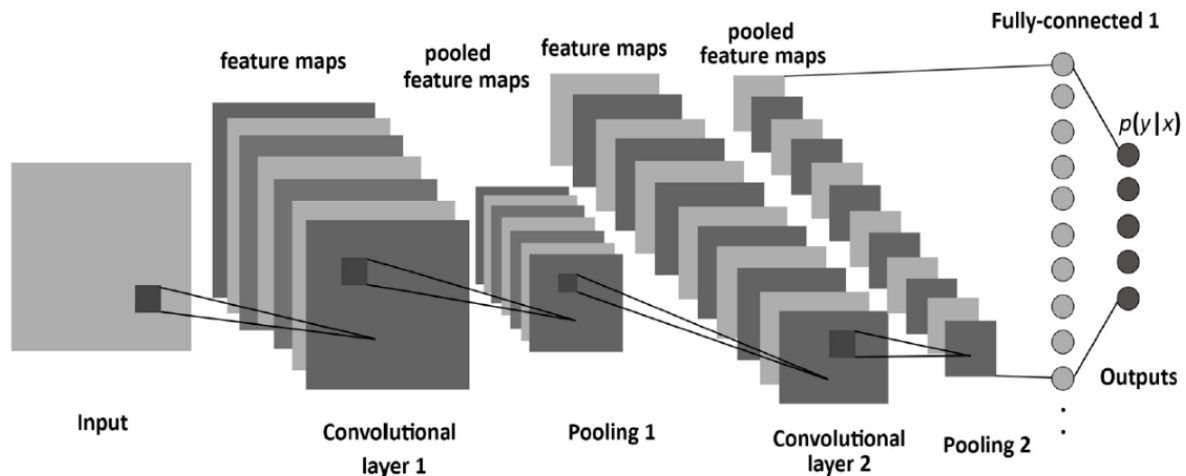 Fully-connected 1
pooled
feature maps
feature maps
pooled
feature maps
feature maps
p(y|x)
Outputs
Input
Convolutional
layer 1
Pooling 1
Convolutional
layer 2
Pooling 2